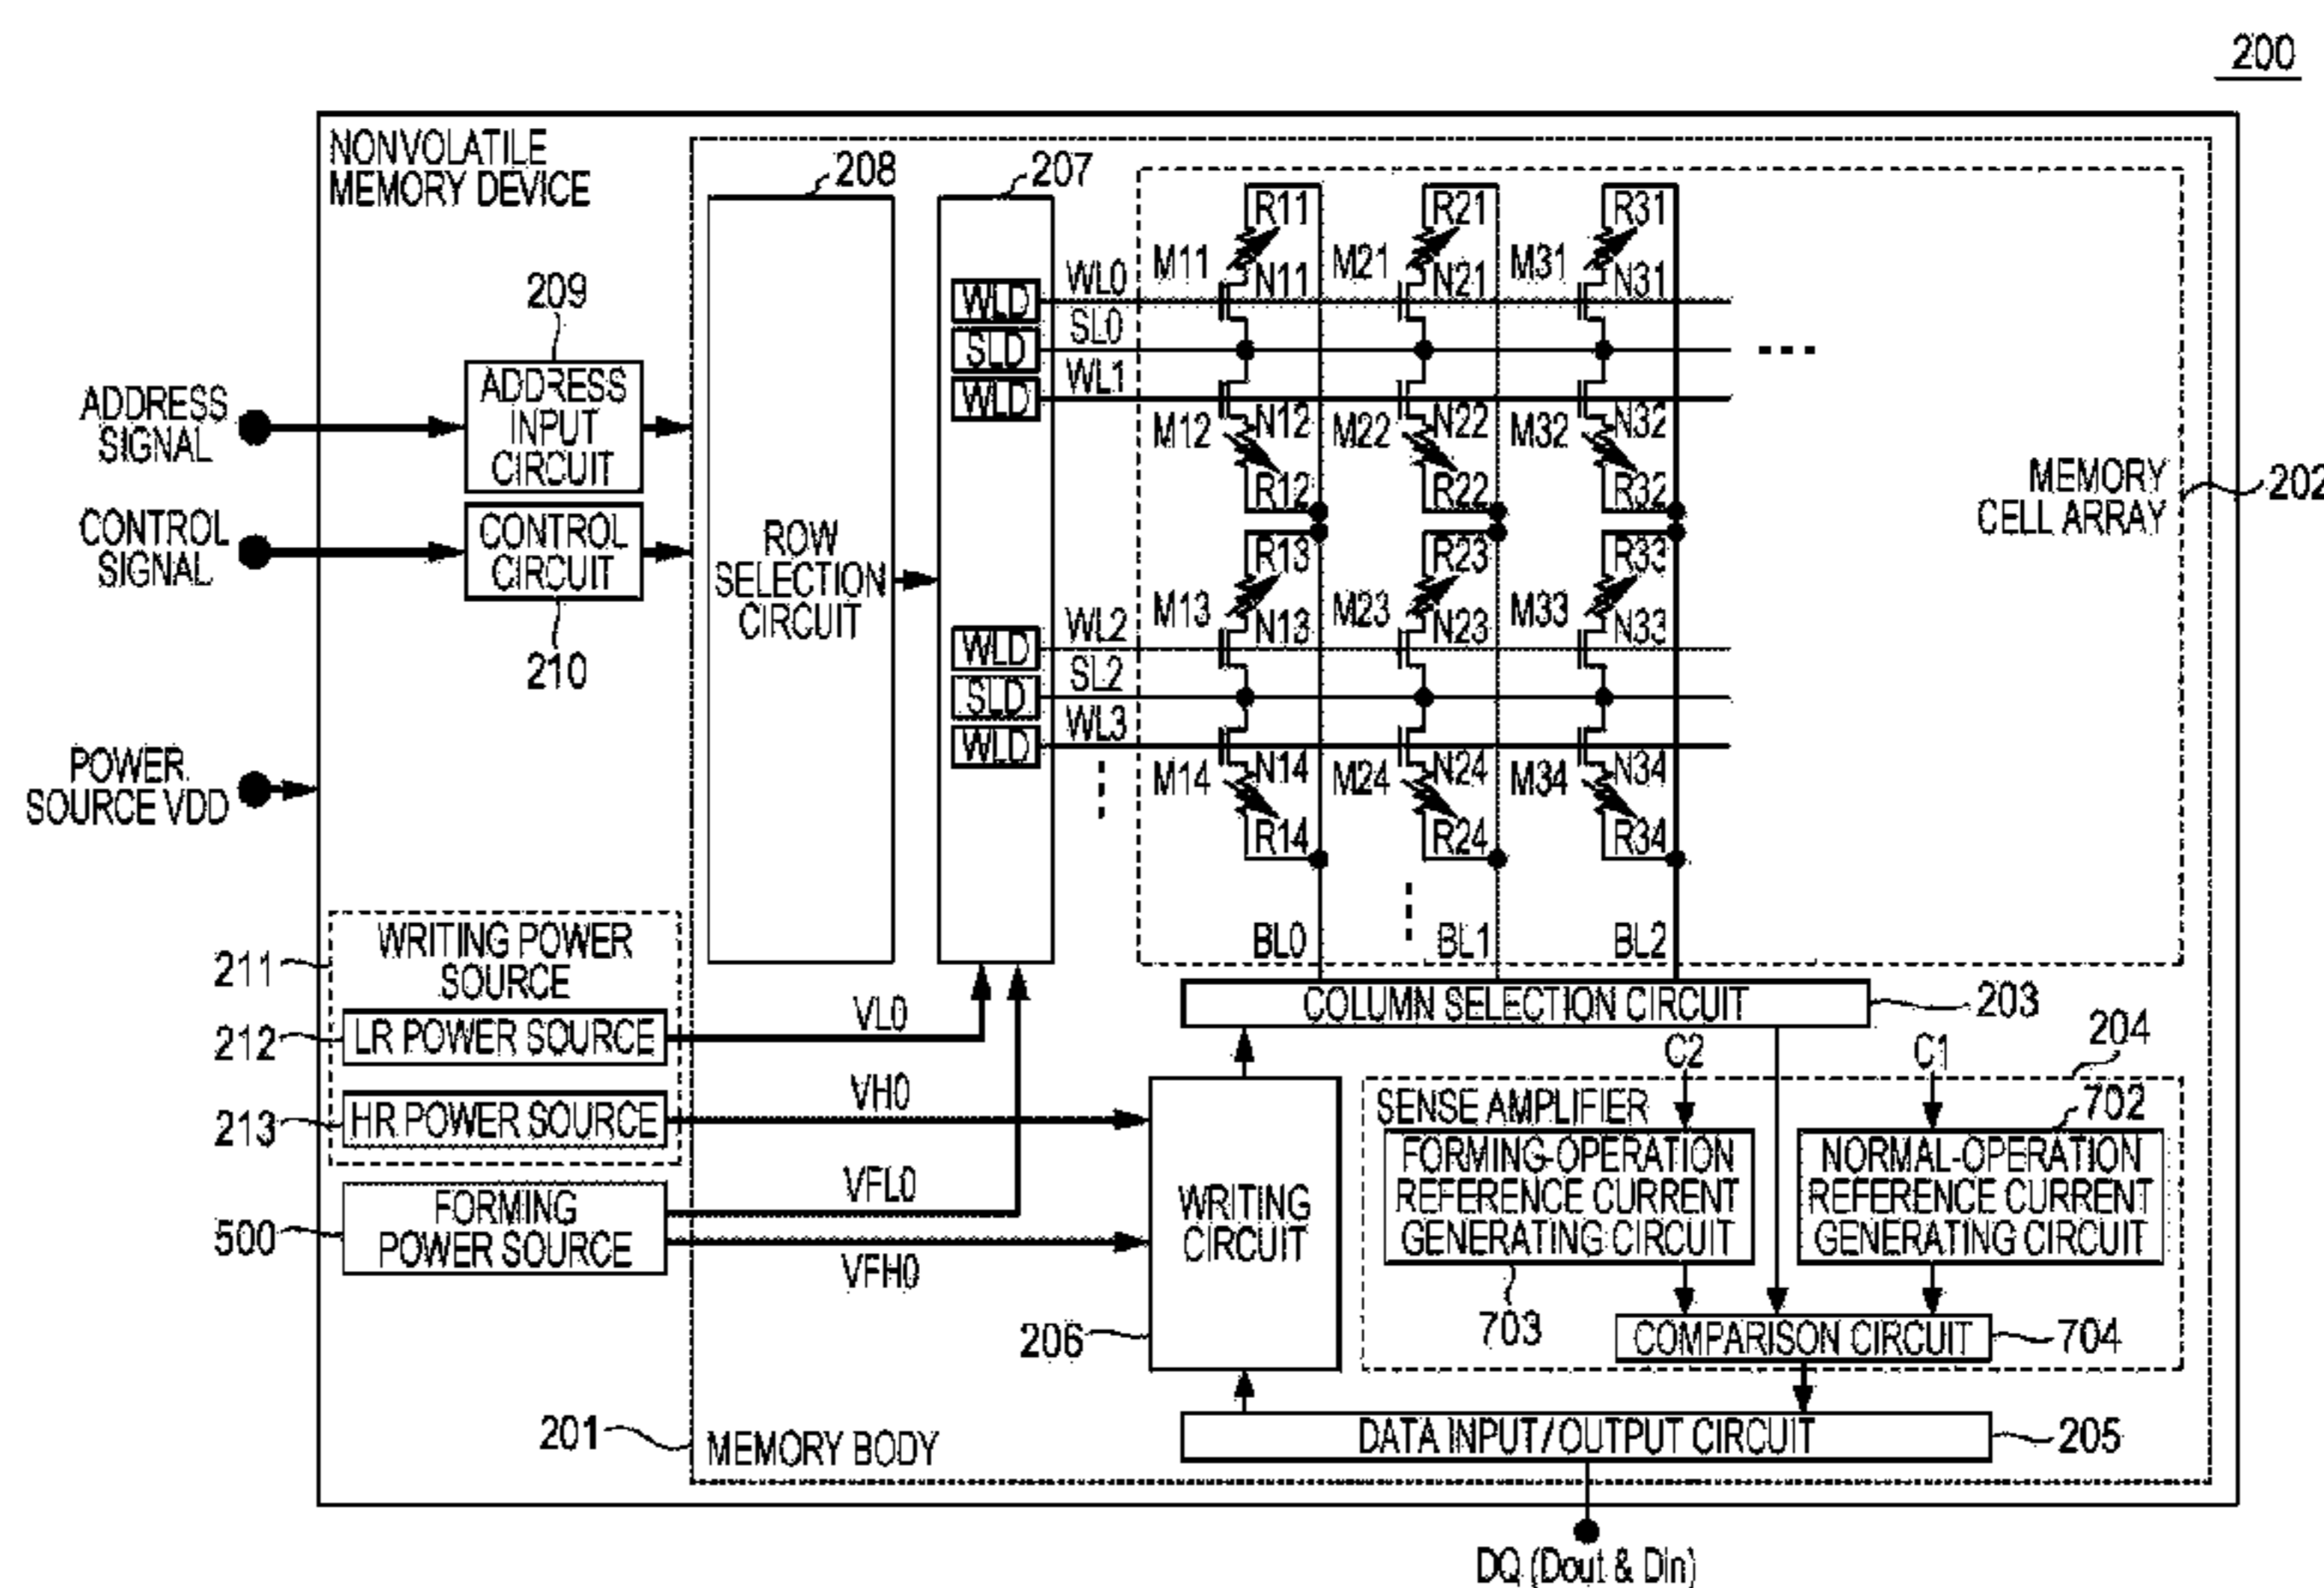 200
NONVOLATILE
MEMORY DEVICE
208
207
209
ADDRESS
SIGNAL
ADDRESS
INPUT
CIRCUIT
CONTROL
SIGNAL
CONTROL
CIRCUIT
210
POWER
SOURCE VDD
ROW
SELECTION
CIRCUIT
WLD
SLD
WLD
WLD
SLD
WLD
WL0
SL0
WL1
WL2
SL2
WL3
R11
R21
R31
M11
N11
M21
N21
M31
N31
M12
N12
M22
N22
M32
N32
R12
R22
R32
R13
R23
R33
M13
N13
M23
N23
M33
N33
M14
N14
M24
N24
M34
N34
R14
R24
R34
BL0
BL1
BL2
MEMORY
CELL ARRAY
202
211
WRITING POWER
SOURCE
212
LR POWER SOURCE
VL0
213
HR POWER SOURCE
VH0
500
FORMING
POWER SOURCE
VFL0
VFH0
COLUMN SELECTION CIRCUIT
203
C2
C1
204
WRITING
CIRCUIT
206
SENSE AMPLIFIER
702
FORMING-OPERATION
REFERENCE CURRENT
GENERATING CIRCUIT
NORMAL-OPERATION
REFERENCE CURRENT
GENERATING CIRCUIT
703
COMPARISON CIRCUIT
704
201
MEMORY BODY
DATA INPUT/OUTPUT CIRCUIT
205
DQ (Dout & Din)